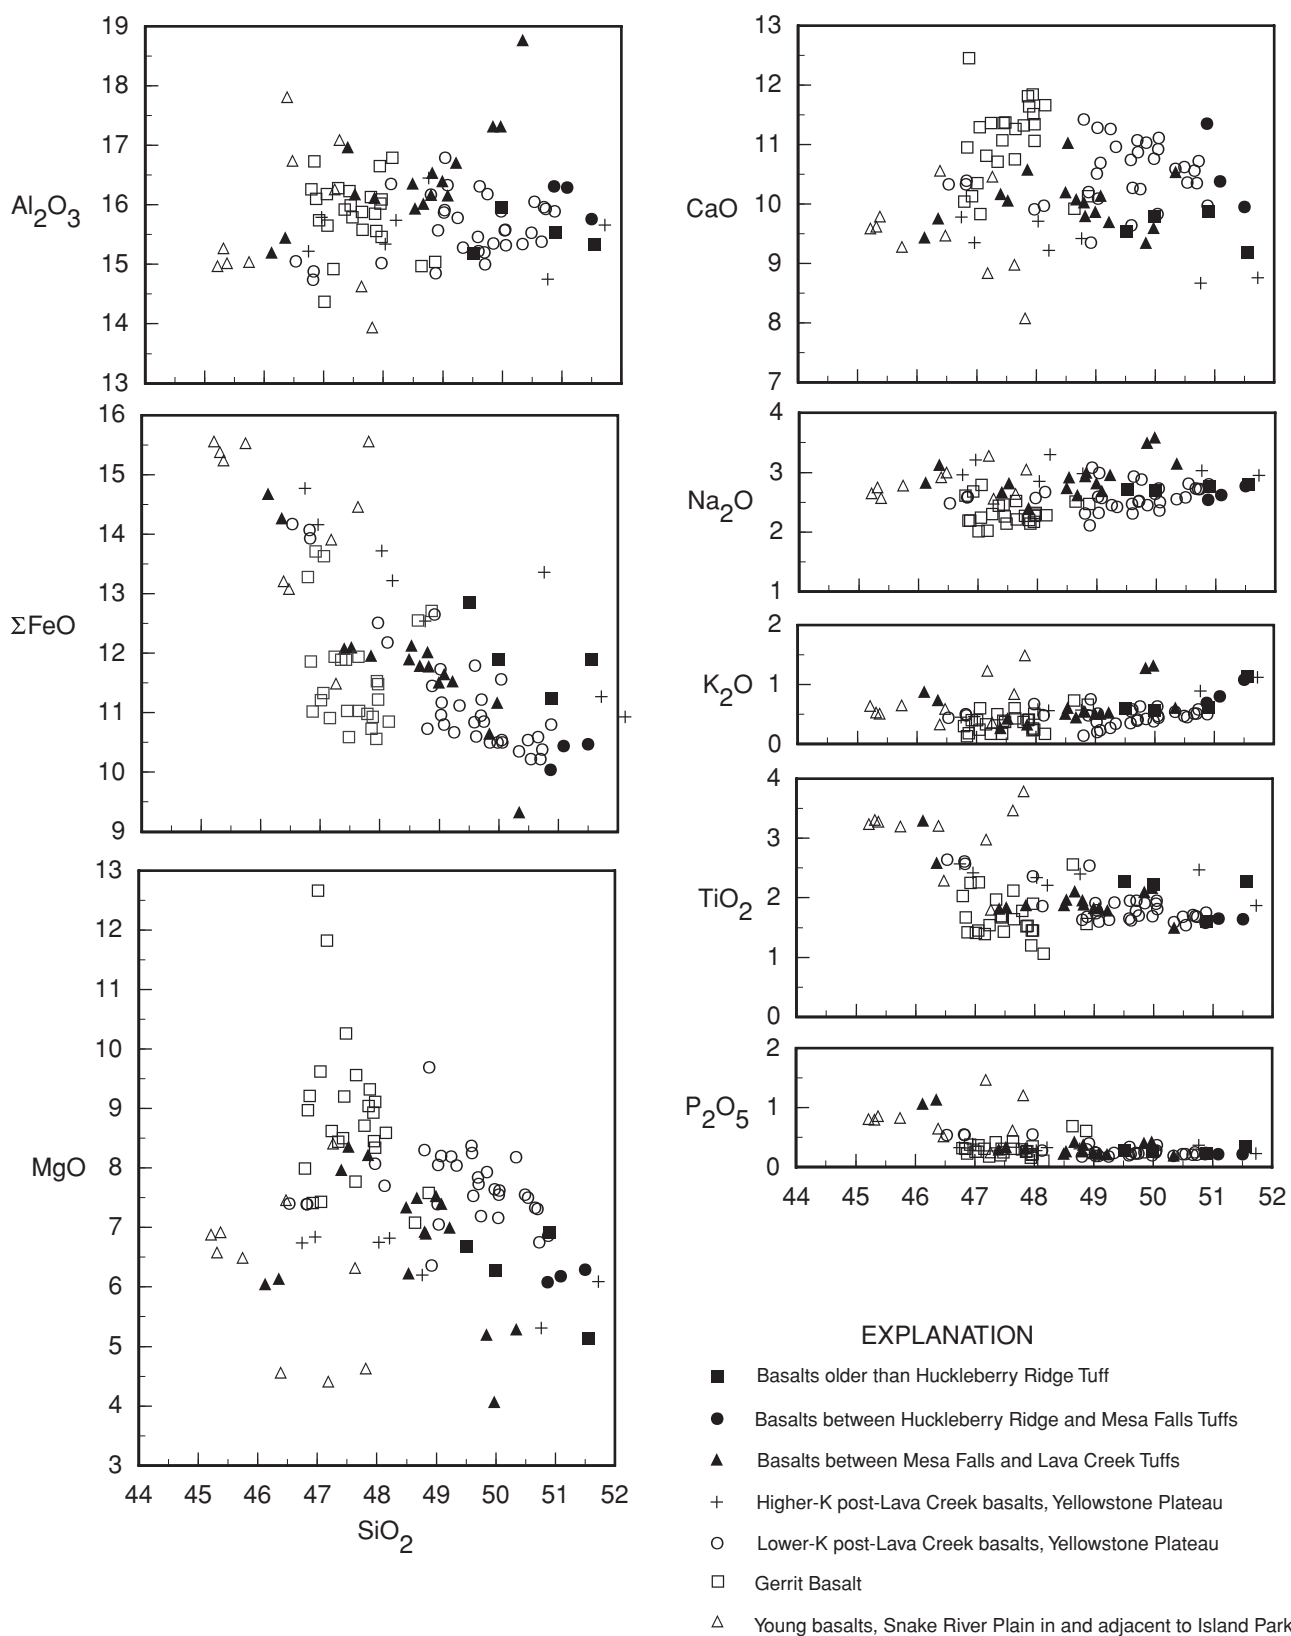 Al2O3
19
18
17
16
15
14
13
ΣFeO
16
15
14
13
12
11
10
9
MgO
13
12
11
10
9
8
7
6
5
4
3
44 45 46 47 48 49 50 51 52
SiO2
CaO
13
12
11
10
9
8
7
Na2O
4
3
2
1
K2O
2
1
0
TiO2
4
3
2
1
0
P2O5
2
1
0
44 45 46 47 48 49 50 51 52
EXPLANATION
Basalts older than Huckleberry Ridge Tuff
Basalts between Huckleberry Ridge and Mesa Falls Tuffs
Basalts between Mesa Falls and Lava Creek Tuffs
Higher-K post-Lava Creek basalts, Yellowstone Plateau
Lower-K post-Lava Creek basalts, Yellowstone Plateau
Gerrit Basalt
Young basalts, Snake River Plain in and adjacent to Island Park